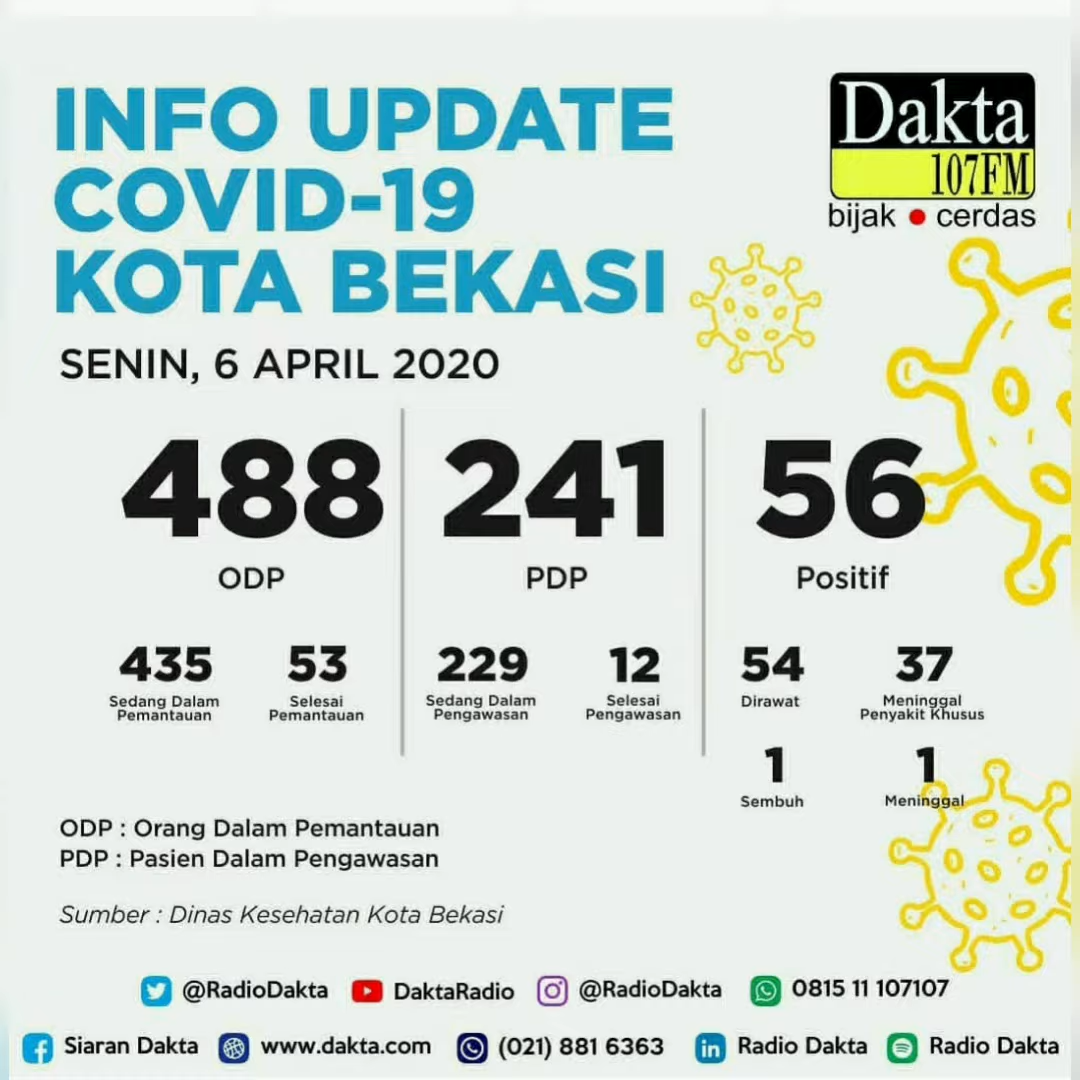 INFO UPDATE
COVID-19
KOTA BEKASI
SENIN, 6 APRIL 2020
Dakta
107FM
bijak • cerdas
488
ODP
435
Sedang Dalam
Pemantauan
53
Selesai
Pemantauan
241
PDP
229
Sedang Dalam
Pengawasan
12
Selesai
Pengawasan
56
Positif
54
Dirawat
37
Meninggal
Penyakit Khusus
1
Sembuh
1
Meninggal
ODP : Orang Dalam Pemantauan
PDP : Pasien Dalam Pengawasan
Sumber : Dinas Kesehatan Kota Bekasi
@RadioDakta DaktaRadio @RadioDakta 0815 11 107107
Siaran Dakta www.dakta.com (021) 881 6363 Radio Dakta Radio Dakta